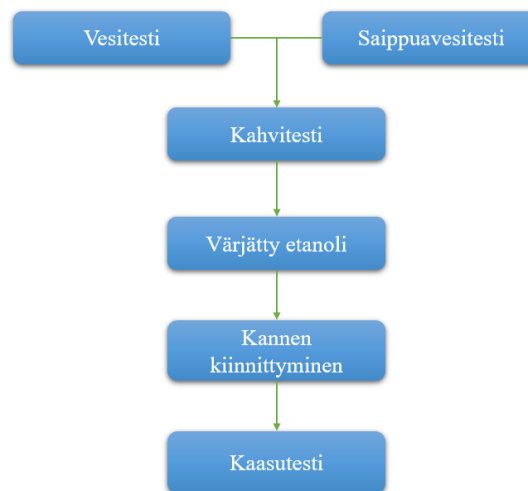 Vesitesti
Saippuavesitesti
Kahvitesti
Värjätty etanoli
Kannen
kiinnittyminen
Kaasutesti